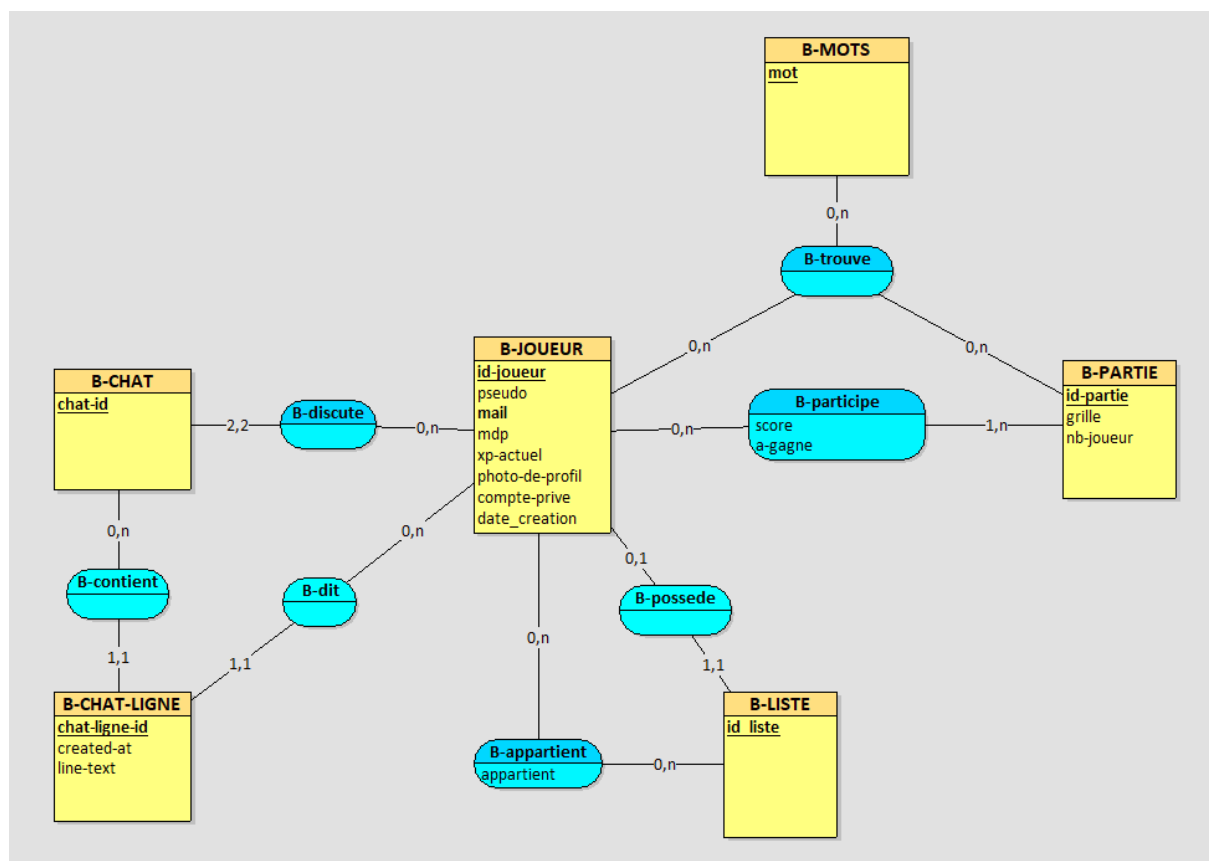 B-MOTS
mot
0,n
B-trouve
0,n
0,n
B-JOUEUR
id-joueur
pseudo
mail
mdp
xp-actuel
photo-de-profil
compte-prive
date_creation
B-PARTIE
id-partie
grille
nb-joueur
B-participe
score
a-gagne
0,n
1,n
B-CHAT
chat-id
2,2
B-discute
0,n
0,n
B-contient
1,1
0,n
B-dit
1,1
B-CHAT-LIGNE
chat-ligne-id
created-at
line-text
0,n
B-appartient
appartient
0,n
0,1
B-possede
1,1
B-LISTE
id_liste